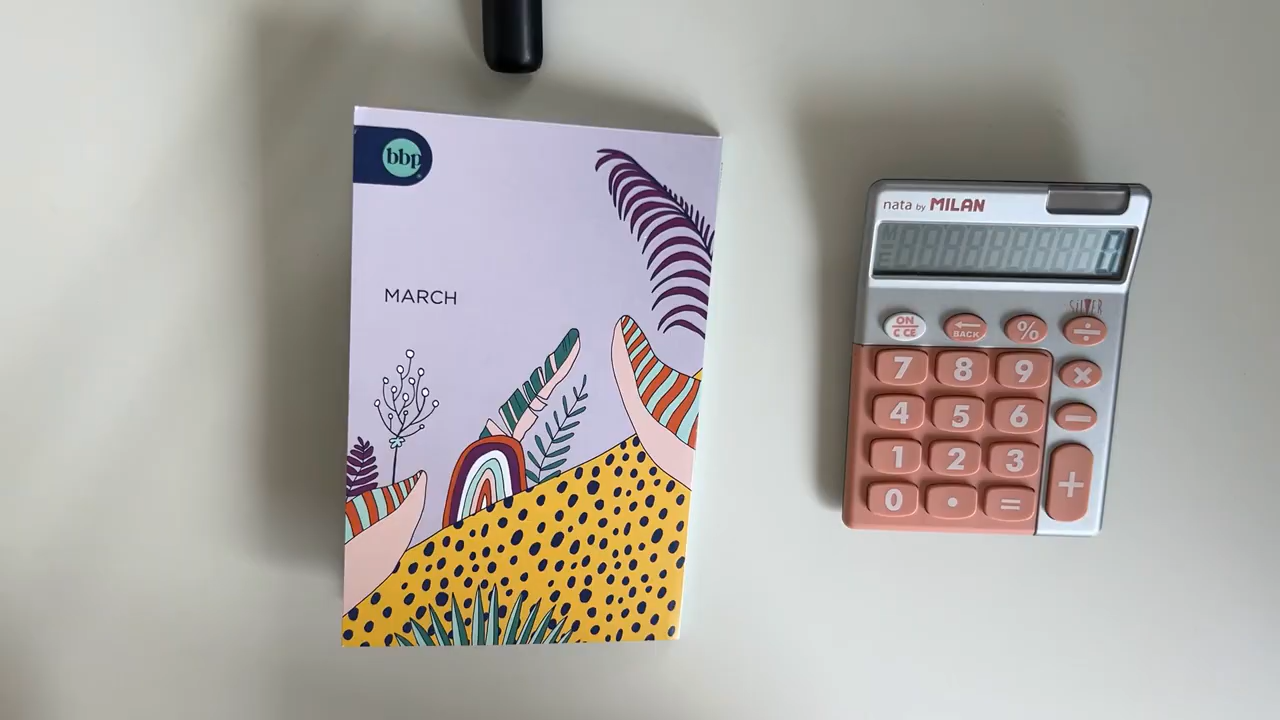 bbp
MARCH
nata by MILAN
M
E
0
SILVER
ON
C CE
BACK
%
÷
7 8 9 ×
4 5 6 −
1 2 3 +
0 . =